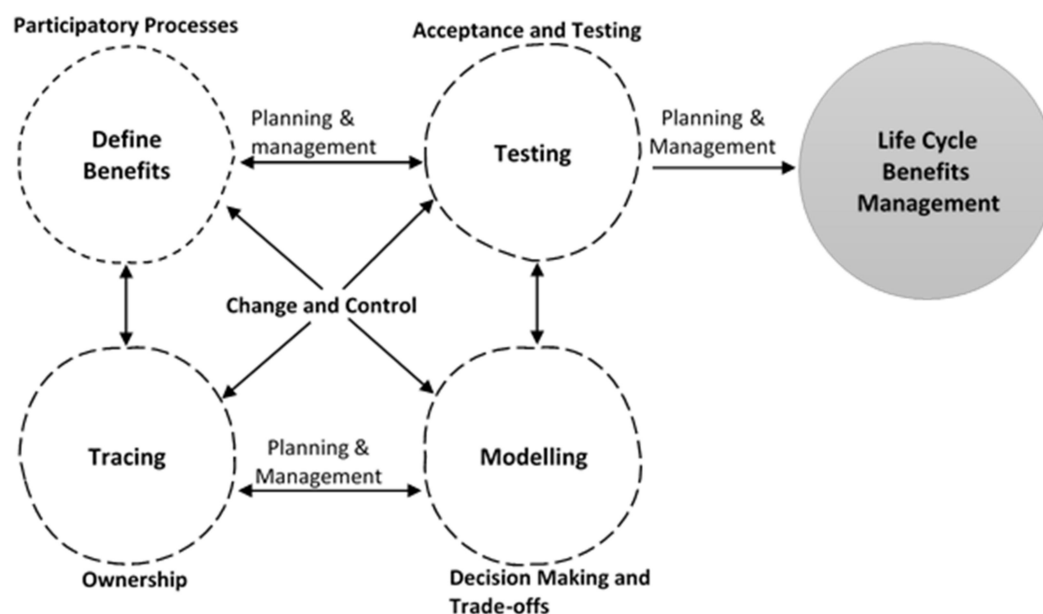 Participatory Processes
Acceptance and Testing
Planning &
management
Planning &
Management
Define
Benefits
Testing
Life Cycle
Benefits
Management
Change and Control
Tracing
Planning &
Management
Modelling
Ownership
Decision Making and
Trade-offs